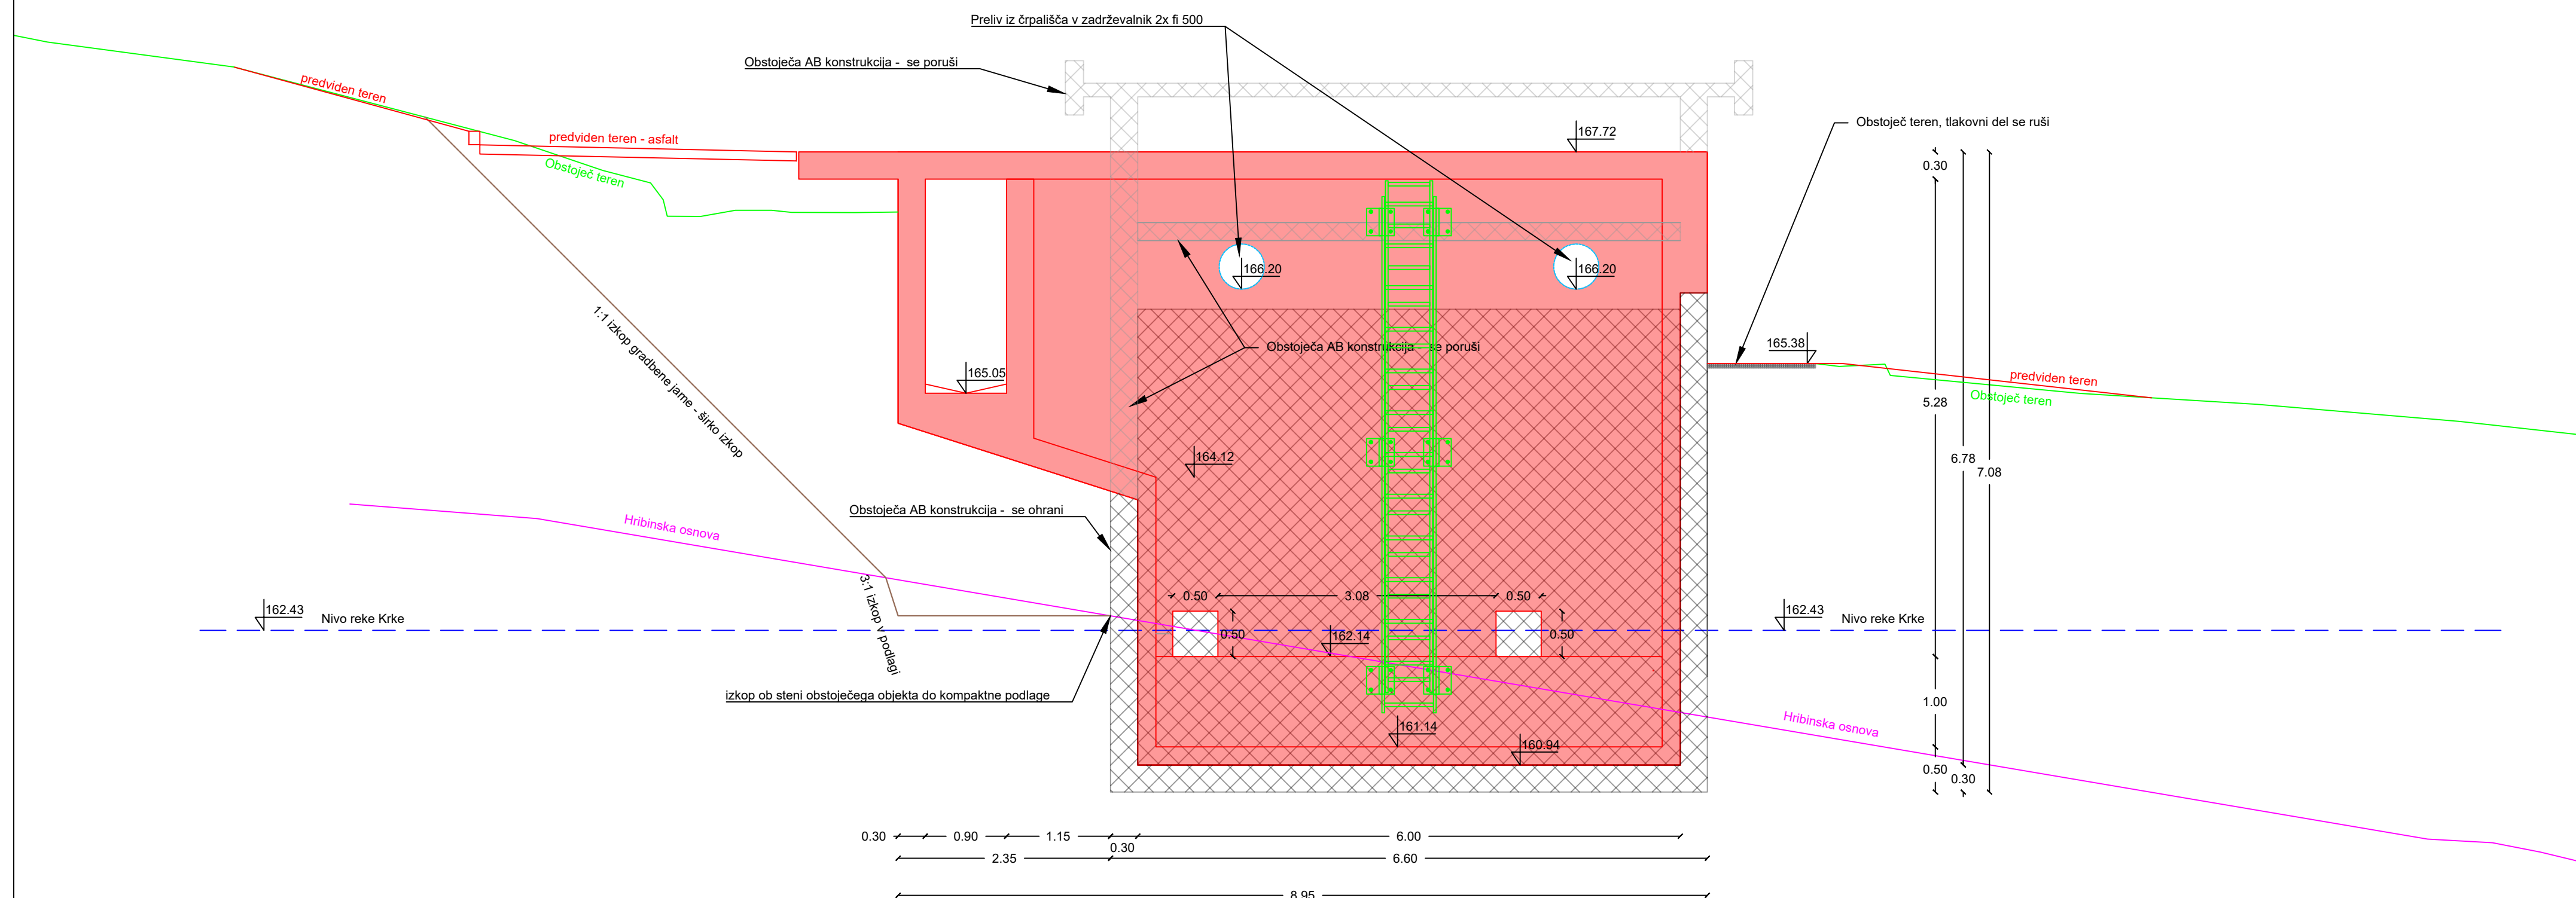 Preliv iz črpališča v zadrževalnik 2x fi 500
Obstoječa AB konstrukcija -  se poruši
predviden teren
predviden teren - asfalt
Obstoječ teren
167.72
Obstoječ teren, tlakovni del se ruši
0.30
166.20
166.20
1:1 izkop gradbene jame - širko izkop
Obstoječa AB konstrukcija -  se poruši
165.38
165.05
predviden teren
Obstoječ teren
5.28
164.12
6.78
7.08
Obstoječa AB konstrukcija -  se ohrani
Hribinska osnova
3:1 izkop v podlagi
0.50
3.08
0.50
162.43
Nivo reke Krke
0.50
162.14
0.50
162.43
Nivo reke Krke
izkop ob steni obstoječega objekta do kompaktne podlage
1.00
161.14
Hribinska osnova
160.94
0.50
0.30
0.30
0.90
1.15
0.30
6.00
2.35
6.60
8.95